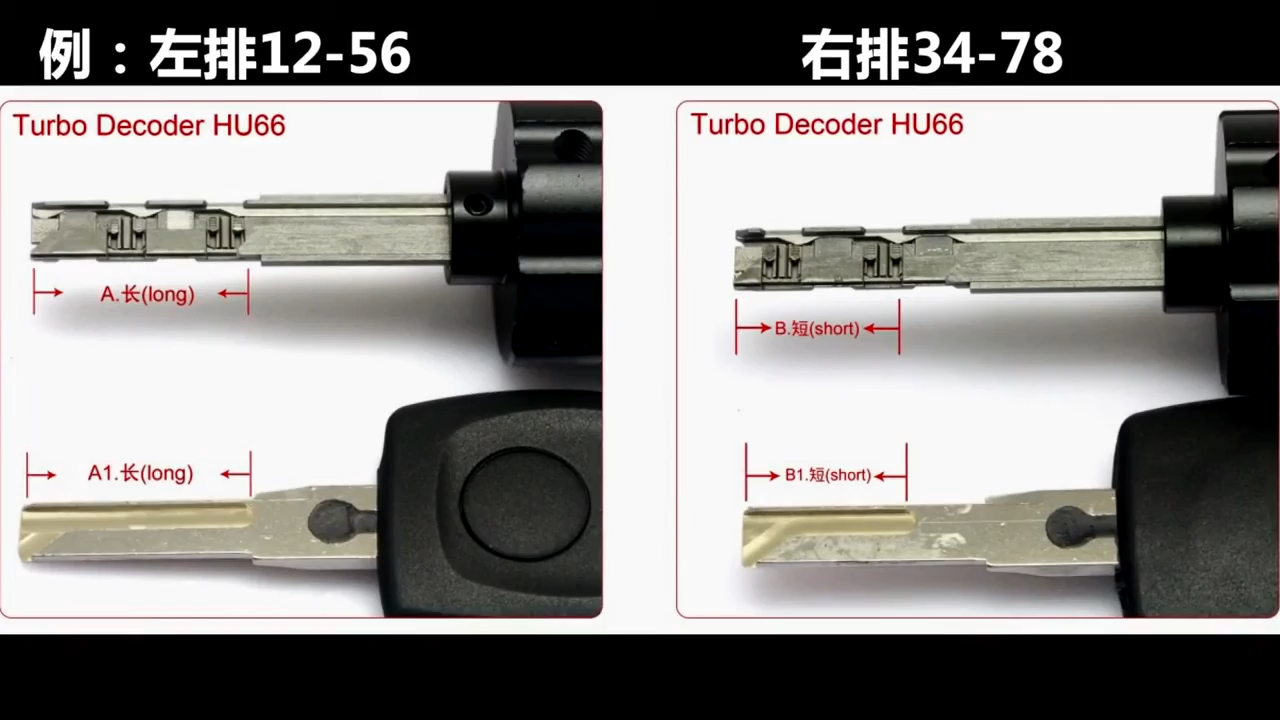 例：左排12-56
右排34-78
Turbo Decoder HU66
Turbo Decoder HU66
A.长(long)
B.短(short)
A1.长(long)
B1.短(short)